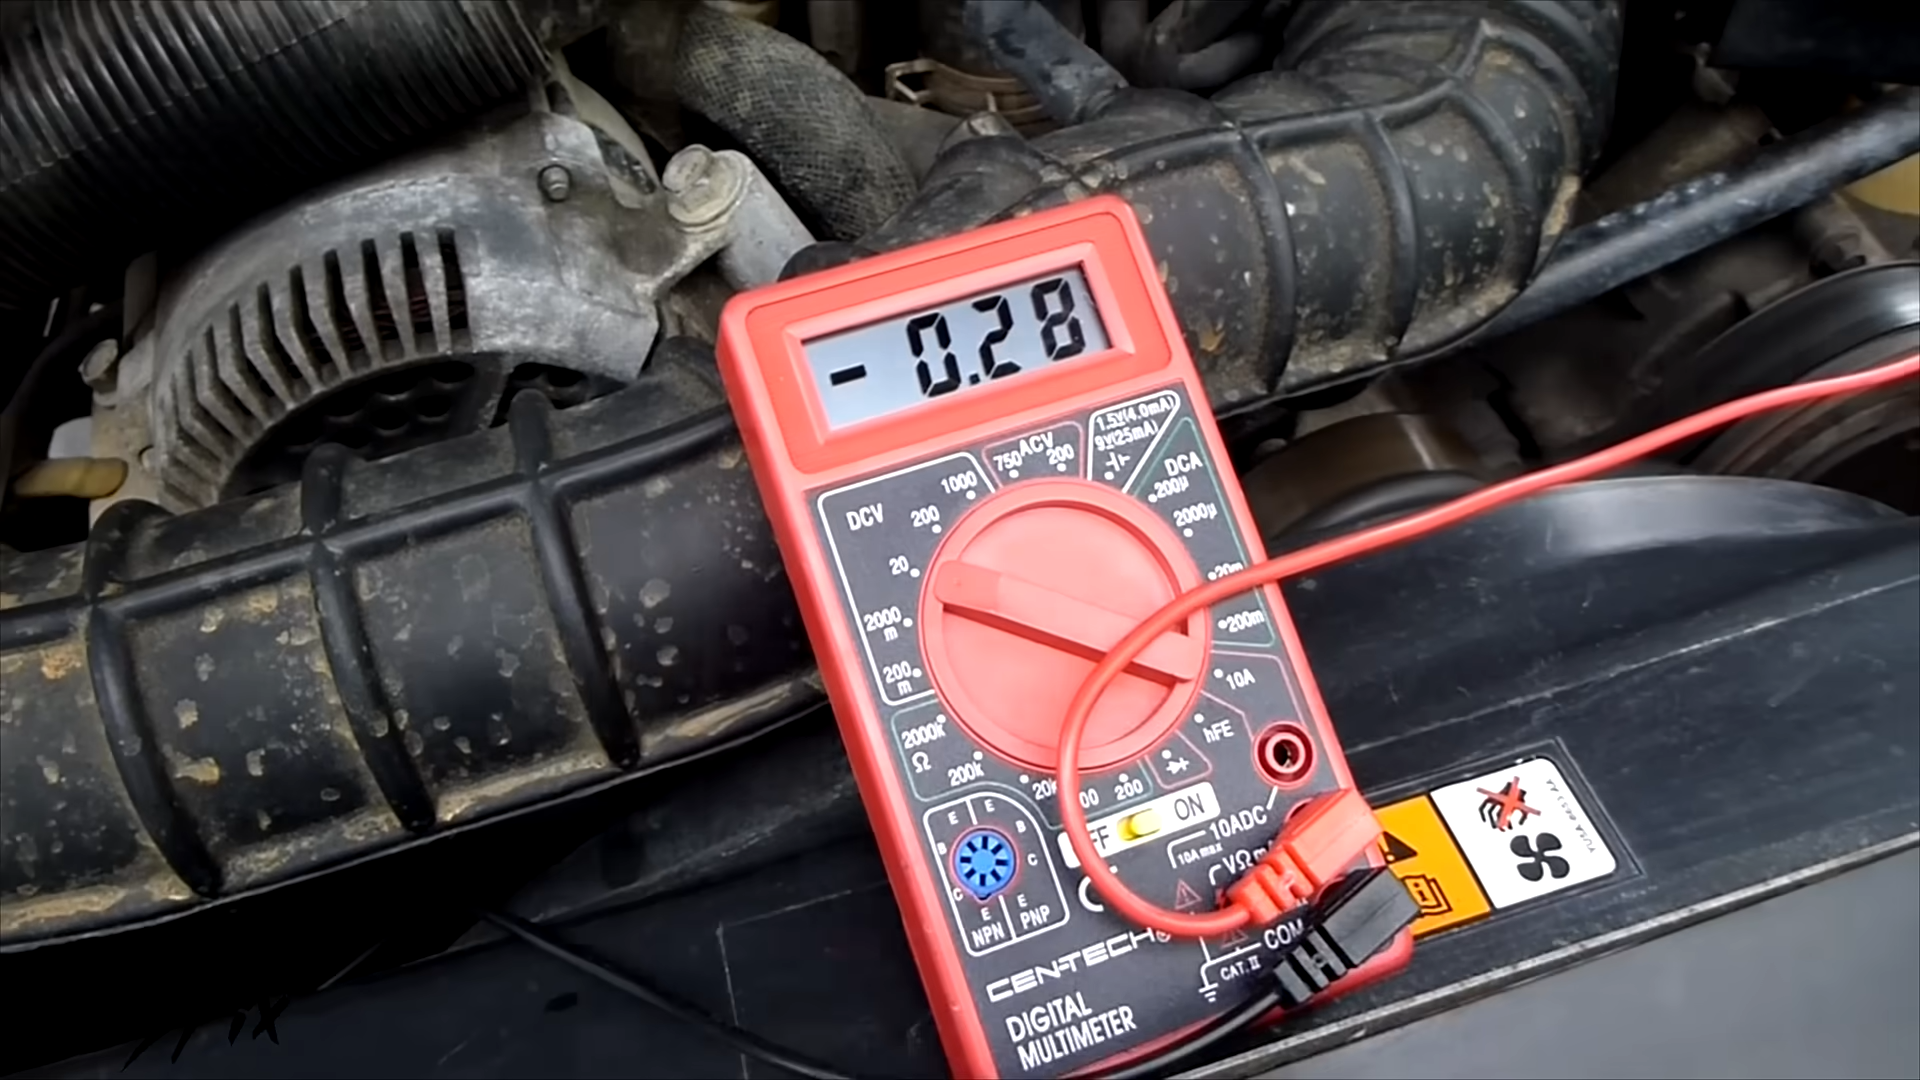 - 0.28
1.5V(4.0mA)
9V(25mA)
750 ACV 200
DCV
1000
200
20
2000
m
200
m
DCA
200µ
2000µ
20m
200m
10A
hFE
2000k
Ω
200k
200
ON
10ADC
10A max
E
E
B
B
C
C
E
E
NPN
PNP
COM
CAT. II
CEN-TECH®
DIGITAL
MULTIMETER